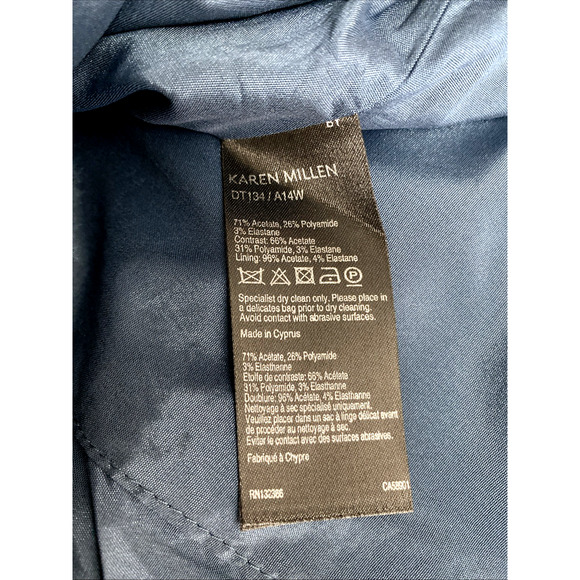 BY
KAREN MILLEN
DT134 / A14W
71% Acetate, 26% Polyamide
3% Elastane
Contrast: 66% Acetate
31% Polyamide, 3% Elastane
Lining: 96% Acetate, 4% Elastane
P
Specialist dry clean only. Please place in
a delicates bag prior to dry cleaning.
Avoid contact with abrasive surfaces.
Made in Cyprus
71% Acétate, 26% Polyamide
3% Elasthanne
Etoffe de contraste: 66% Acétate
31% Polyamide, 3% Elasthanne
Doublure: 96% Acétate, 4% Elasthanne
Nettoyage à sec spécialisé uniquement.
Veuillez placer dans un sac à linge délicat avant
de procéder au nettoyage à sec.
Eviter le contact avec des surfaces abrasives.
Fabriqué à Chypre
RN132386 CA58901